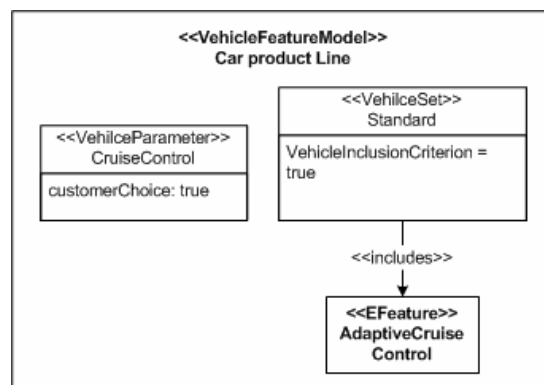 <<VehicleFeatureModel>>
Car product Line
<<VehilceParameter>>
CruiseControl
customerChoice: true
<<VehilceSet>>
Standard
VehicleInclusionCriterion =
true
<<includes>>
<<EFeature>>
AdaptiveCruise
Control